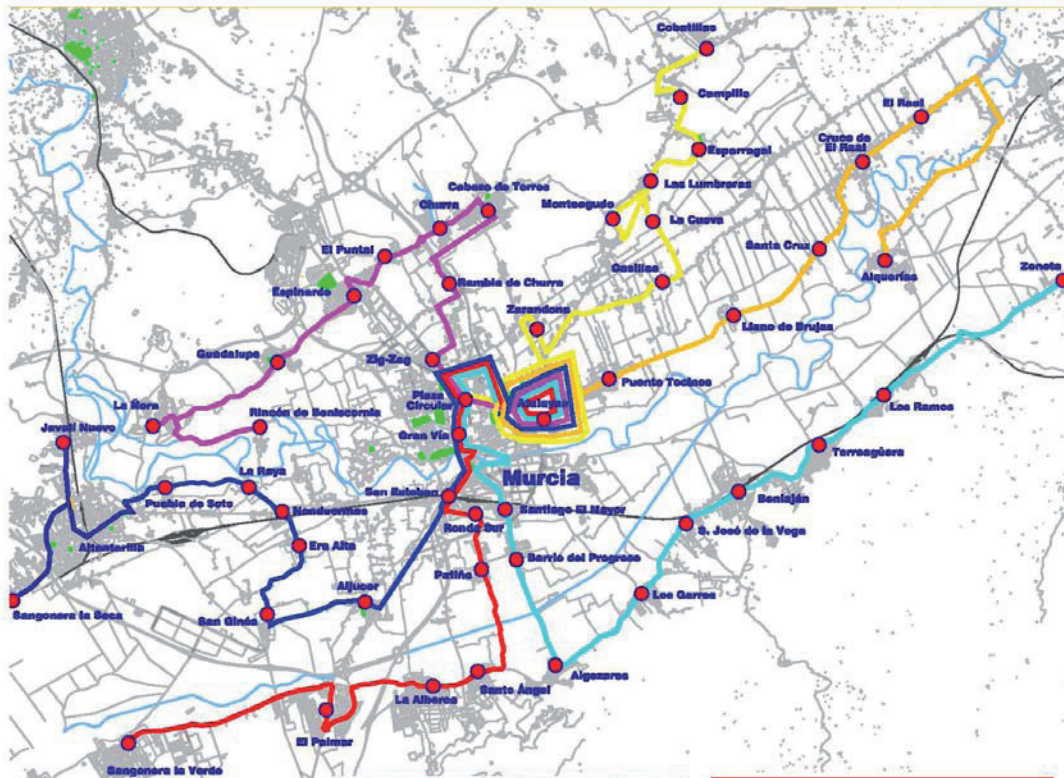 Cobatillas
Campillo
El Raal
Esparragal
Cruce de
El Raal
Las Lumbreras
Cabezo de Torres
Churra
Monteagudo
La Cueva
El Puntal
Santa Cruz
Alquerías
Zeneta
Rambla de Churra
Casillas
Espinardo
Zarandona
Llano de Brujas
Guadalupe
Zig-Zag
Puente Tocinos
La Ñora
Rincón de Beniscornia
Plaza
Circular
Atalayas
Los Ramos
Javalí Nuevo
Gran Vía
Torreagüera
La Raya
Murcia
Puebla de Soto
San Esteban
Beniaján
Nonduermas
Ronda Sur
Santiago El Mayor
S. José de la Vega
Alcantarilla
Era Alta
Barrio del Progreso
Patiño
Aljucer
Los Garres
Sangonera la Seca
San Ginés
Algezares
Santo Ángel
La Alberca
El Palmar
Sangonera la Verde